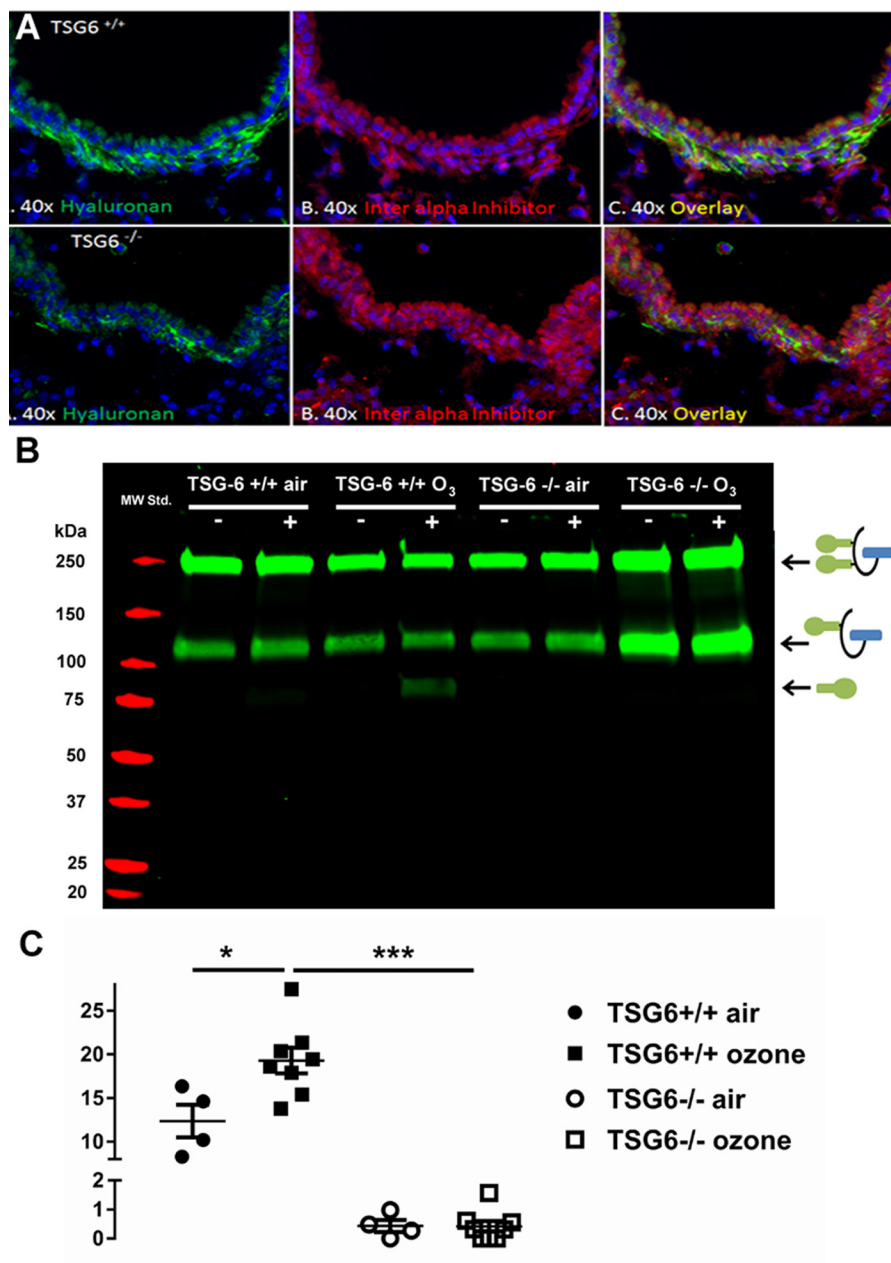 A
TSG6 +/+
. 40x Hyaluronan
B. 40x Inter alpha Inhibitor
C. 40x Overlay
TSG6 -/-
. 40x Hyaluronan
B. 40x Inter alpha Inhibitor
C. 40x Overlay
B
MW Std.
TSG-6 +/+ air
TSG-6 +/+ O3
TSG-6 -/- air
TSG-6 -/- O3
- + - + - + - +
kDa
250
150
100
75
50
37
25
20
C
* ***
25
20
15
10
2
1
0
TSG6+/+ air
TSG6+/+ ozone
TSG6-/- air
TSG6-/- ozone